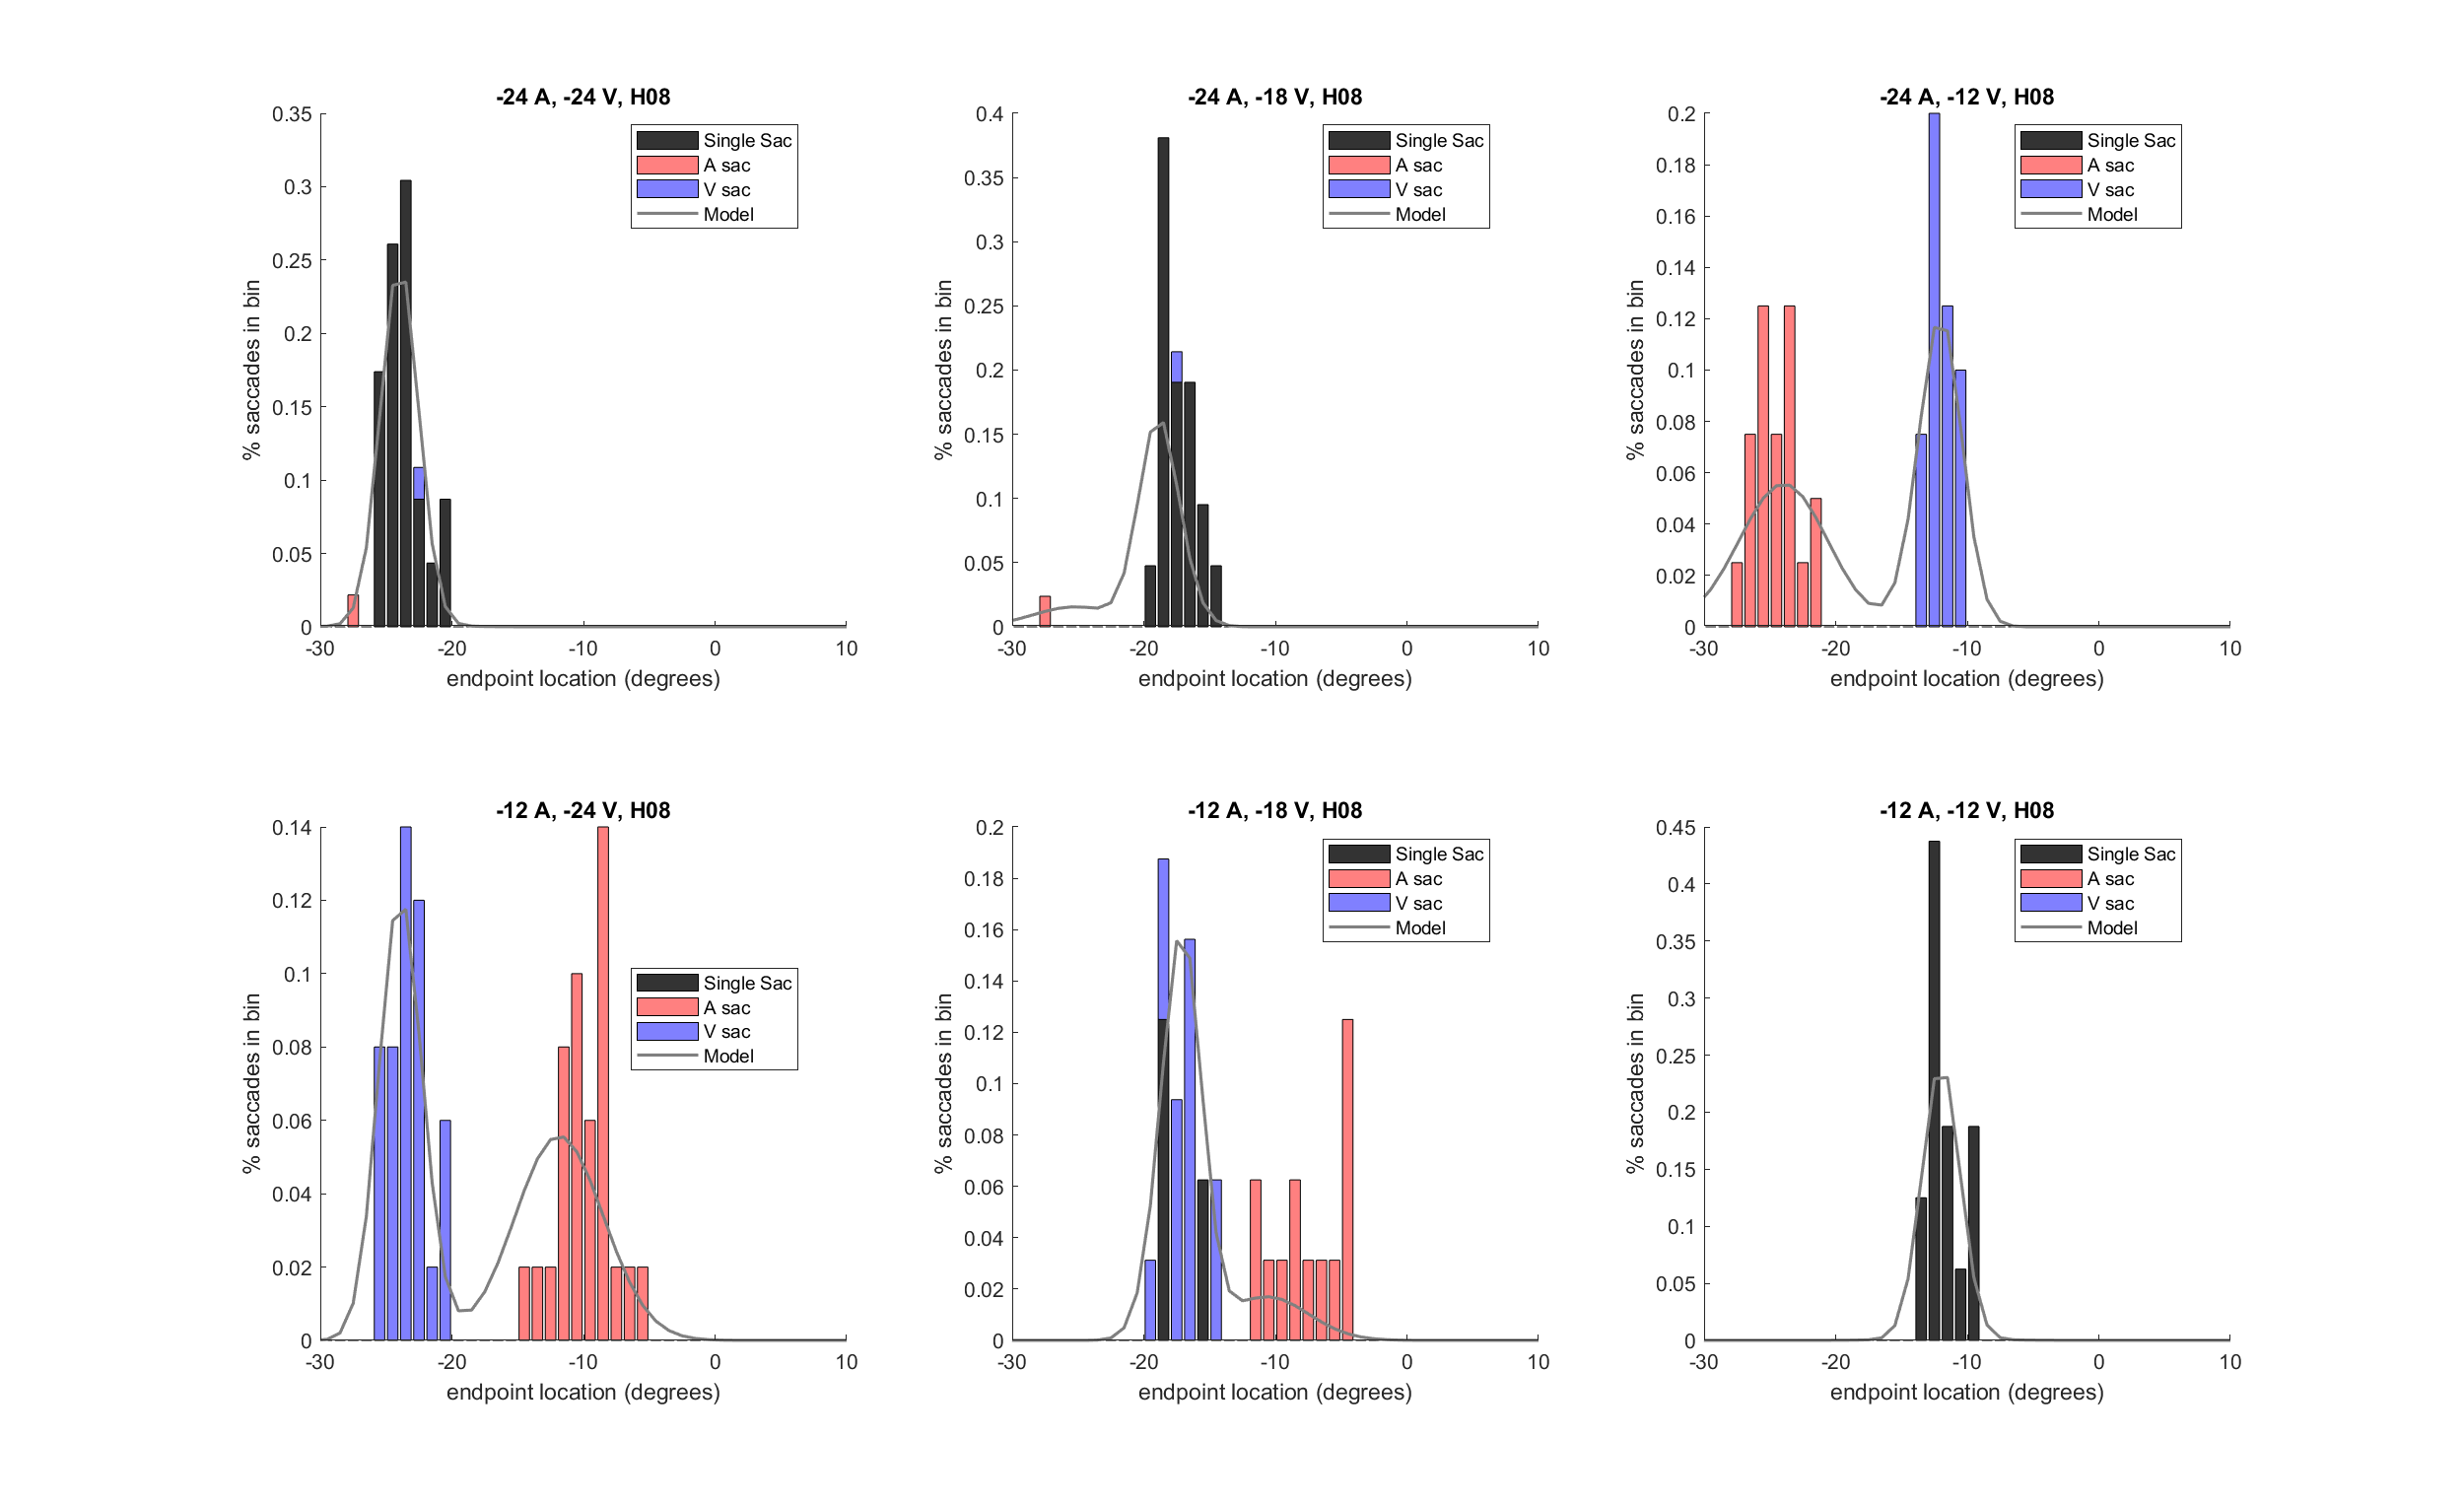 -24 A, -24 V, H08
0.35
0.3
0.25
0.2
0.15
0.1
0.05
0
% saccades in bin
Single Sac
A sac
V sac
Model
-30 -20 -10 0 10
endpoint location (degrees)
-24 A, -18 V, H08
0.4
0.35
0.3
0.25
0.2
0.15
0.1
0.05
0
% saccades in bin
Single Sac
A sac
V sac
Model
-30 -20 -10 0 10
endpoint location (degrees)
-24 A, -12 V, H08
0.2
0.18
0.16
0.14
0.12
0.1
0.08
0.06
0.04
0.02
0
% saccades in bin
Single Sac
A sac
V sac
Model
-30 -20 -10 0 10
endpoint location (degrees)
-12 A, -24 V, H08
0.14
0.12
0.1
0.08
0.06
0.04
0.02
0
% saccades in bin
Single Sac
A sac
V sac
Model
-30 -20 -10 0 10
endpoint location (degrees)
-12 A, -18 V, H08
0.2
0.18
0.16
0.14
0.12
0.1
0.08
0.06
0.04
0.02
0
% saccades in bin
Single Sac
A sac
V sac
Model
-30 -20 -10 0 10
endpoint location (degrees)
-12 A, -12 V, H08
0.45
0.4
0.35
0.3
0.25
0.2
0.15
0.1
0.05
0
% saccades in bin
Single Sac
A sac
V sac
Model
-30 -20 -10 0 10
endpoint location (degrees)